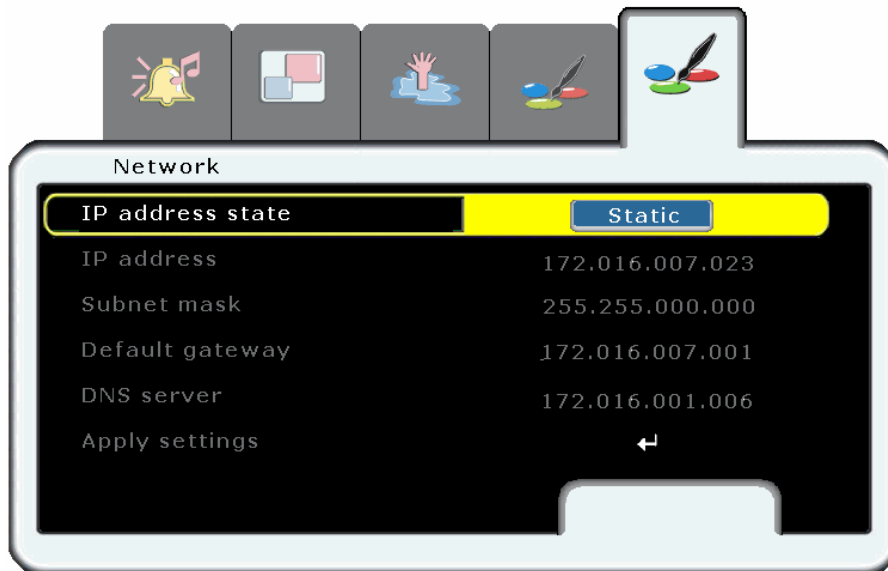 Network
IP address state Static
IP address 172.016.007.023
Subnet mask 255.255.000.000
Default gateway 172.016.007.001
DNS server 172.016.001.006
Apply settings